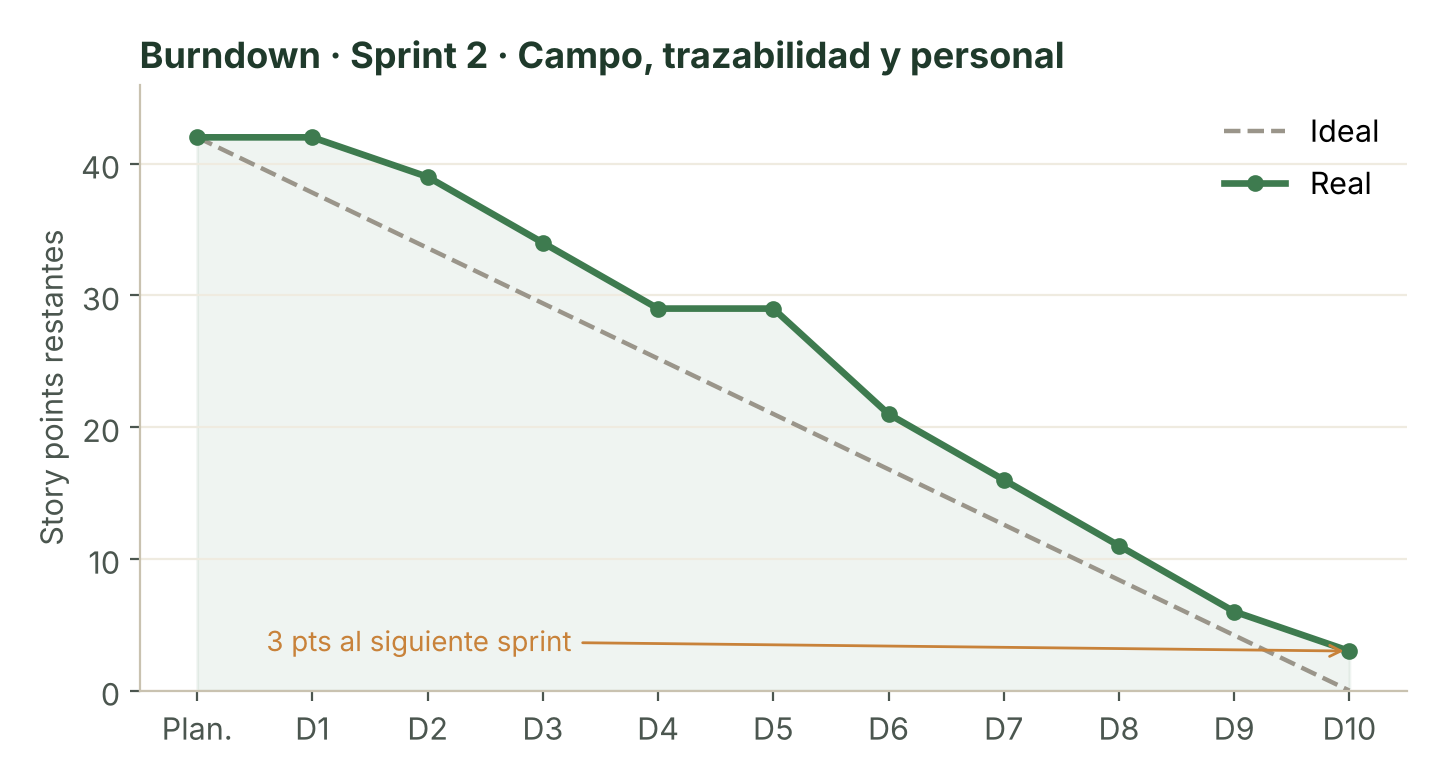 Burndown · Sprint 2 · Campo, trazabilidad y personal
Ideal
Real
Story points restantes
40
30
20
10
0
3 pts al siguiente sprint
Plan. D1 D2 D3 D4 D5 D6 D7 D8 D9 D10